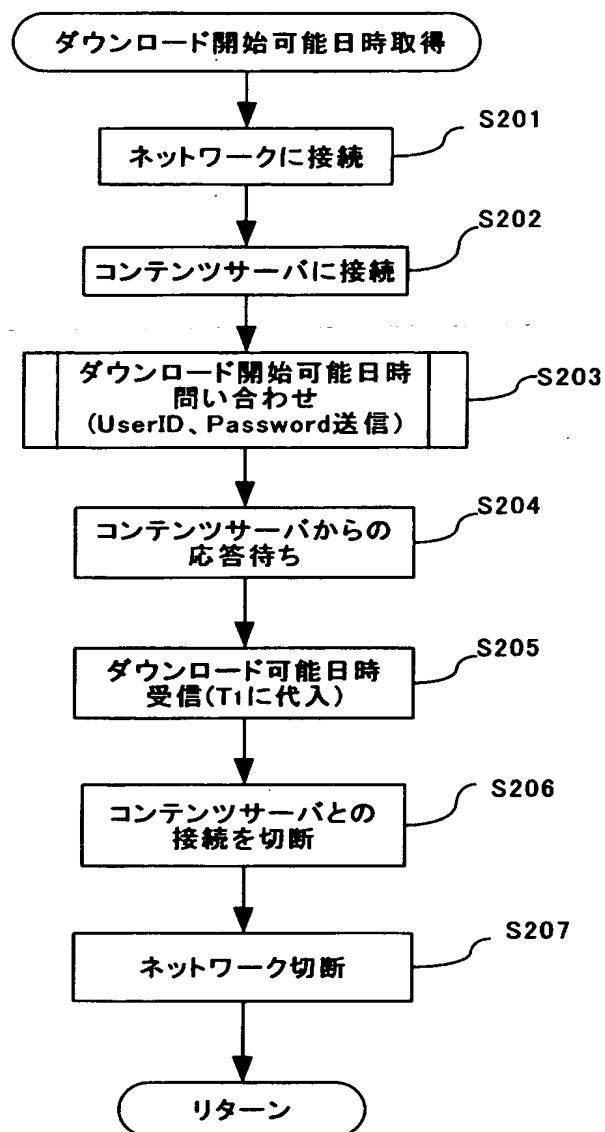 ダウンロード開始可能日時取得
S201
ネットワークに接続
S202
コンテンツサーバに接続
ダウンロード開始可能日時
問い合わせ
(UserID、Password送信)
S203
S204
コンテンツサーバからの
応答待ち
S205
ダウンロード可能日時
受信(T1に代入)
S206
コンテンツサーバとの
接続を切断
S207
ネットワーク切断
リターン